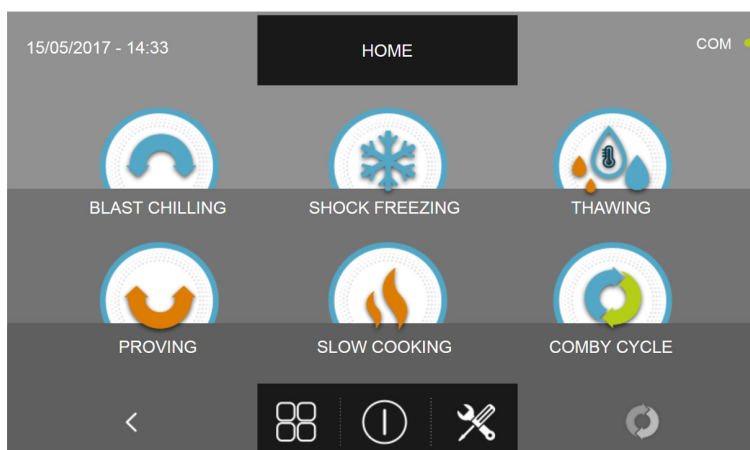 15/05/2017 - 14:33
HOME
COM
BLAST CHILLING
SHOCK FREEZING
THAWING
PROVING
SLOW COOKING
COMBY CYCLE